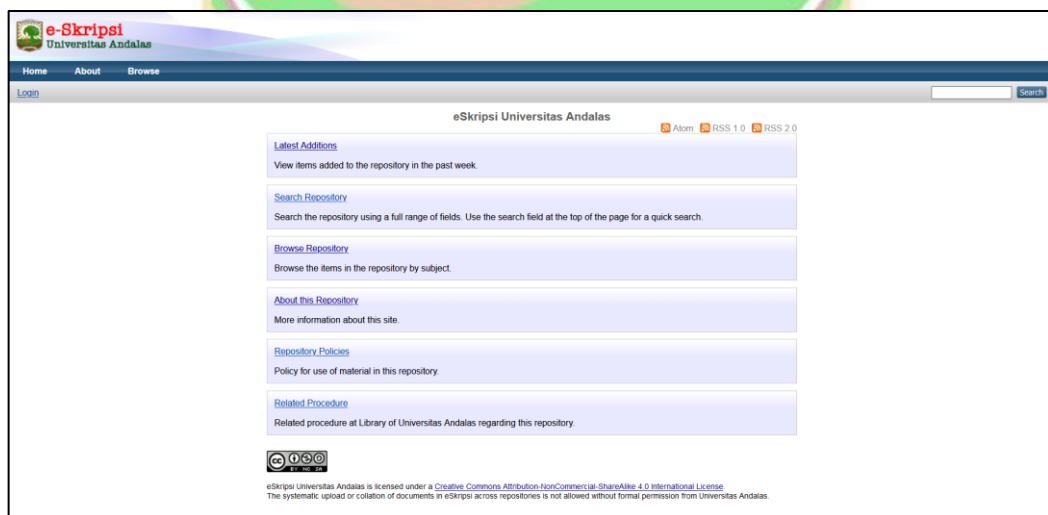 e-Skripsi
Universitas Andalas
Home About Browse
Login
Search
eSkripsi Universitas Andalas
Atom RSS 1.0 RSS 2.0
Latest Additions
View items added to the repository in the past week.
Search Repository
Search the repository using a full range of fields. Use the search field at the top of the page for a quick search.
Browse Repository
Browse the items in the repository by subject.
About this Repository
More information about this site.
Repository Policies
Policy for use of material in this repository.
Related Procedure
Related procedure at Library of Universitas Andalas regarding this repository.
cc
BY NC SA
eSkripsi Universitas Andalas is licensed under a Creative Commons Attribution-NonCommercial-ShareAlike 4.0 International License.
The systematic upload or collation of documents in eSkripsi across repositories is not allowed without formal permission from Universitas Andalas.